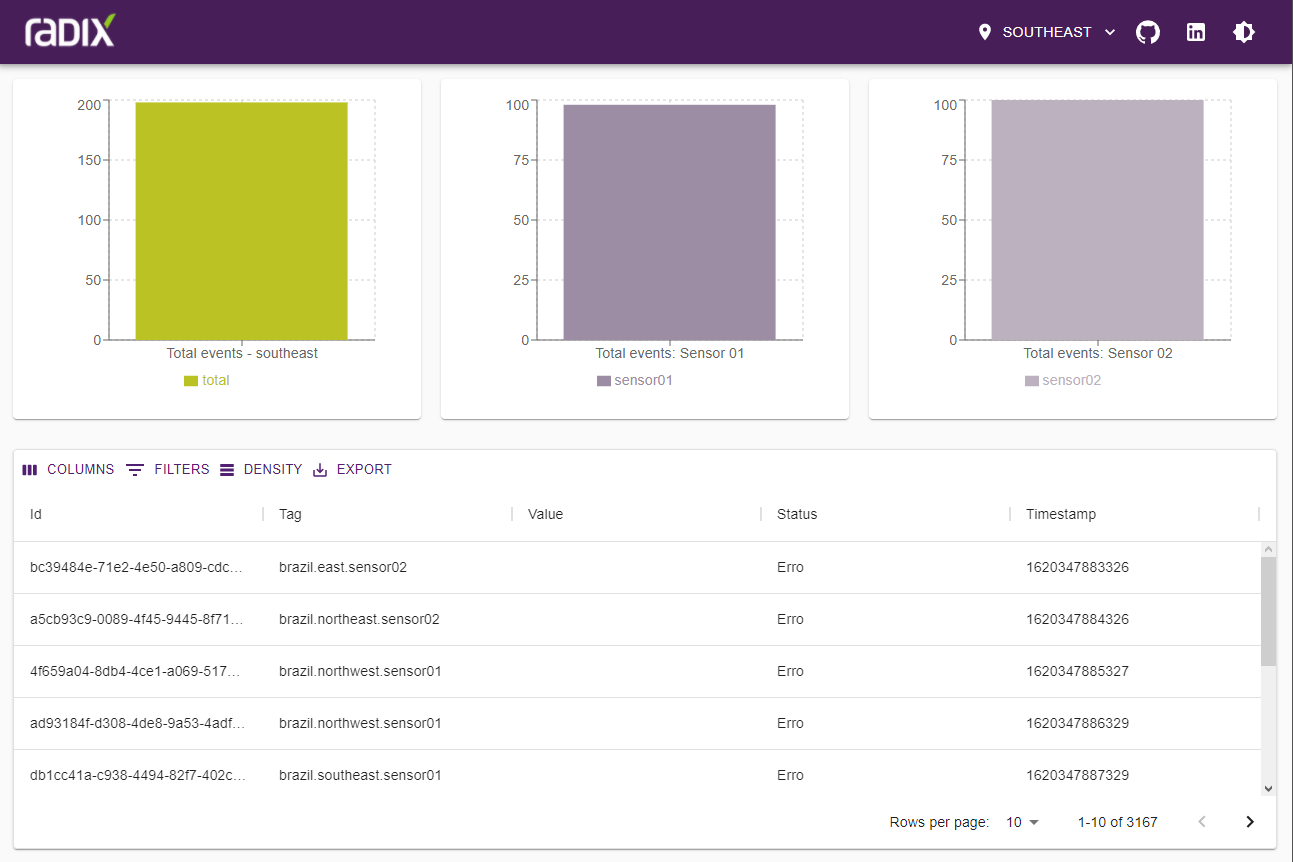 radix
SOUTHEAST
200
150
100
50
0
Total events - southeast
total
100
75
50
25
0
Total events: Sensor 01
sensor01
100
75
50
25
0
Total events: Sensor 02
sensor02
COLUMNS FILTERS DENSITY EXPORT
Id Tag Value Status Timestamp
bc39484e-71e2-4e50-a809-cdc... brazil.east.sensor02 Erro 1620347883326
a5cb93c9-0089-4f45-9445-8f71... brazil.northeast.sensor02 Erro 1620347884326
4f659a04-8db4-4ce1-a069-517... brazil.northwest.sensor01 Erro 1620347885327
ad93184f-d308-4de8-9a53-4adf... brazil.northwest.sensor01 Erro 1620347886329
db1cc41a-c938-4494-82f7-402c... brazil.southeast.sensor01 Erro 1620347887329
Rows per page: 10 1-10 of 3167